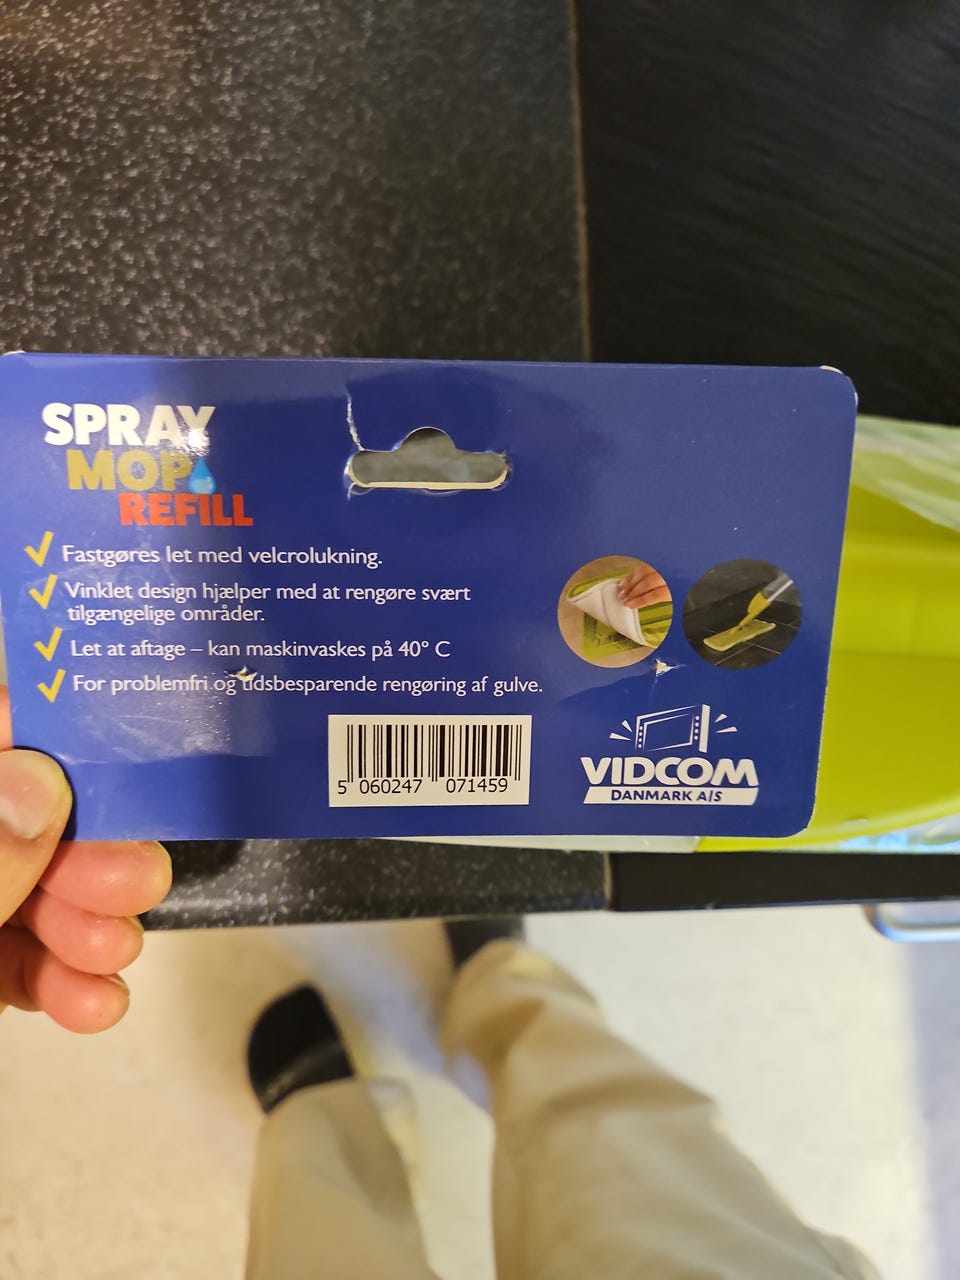 SPRAY
MOP
REFILL
Fastgøres let med velcrolukning.
Vinklet design hjælper med at rengøre svært
tilgængelige områder.
Let at aftage – kan maskinvaskes på 40° C
For problemfri og tidsbesparende rengøring af gulve.
5 060247 071459
VIDCOM
DANMARK A/S